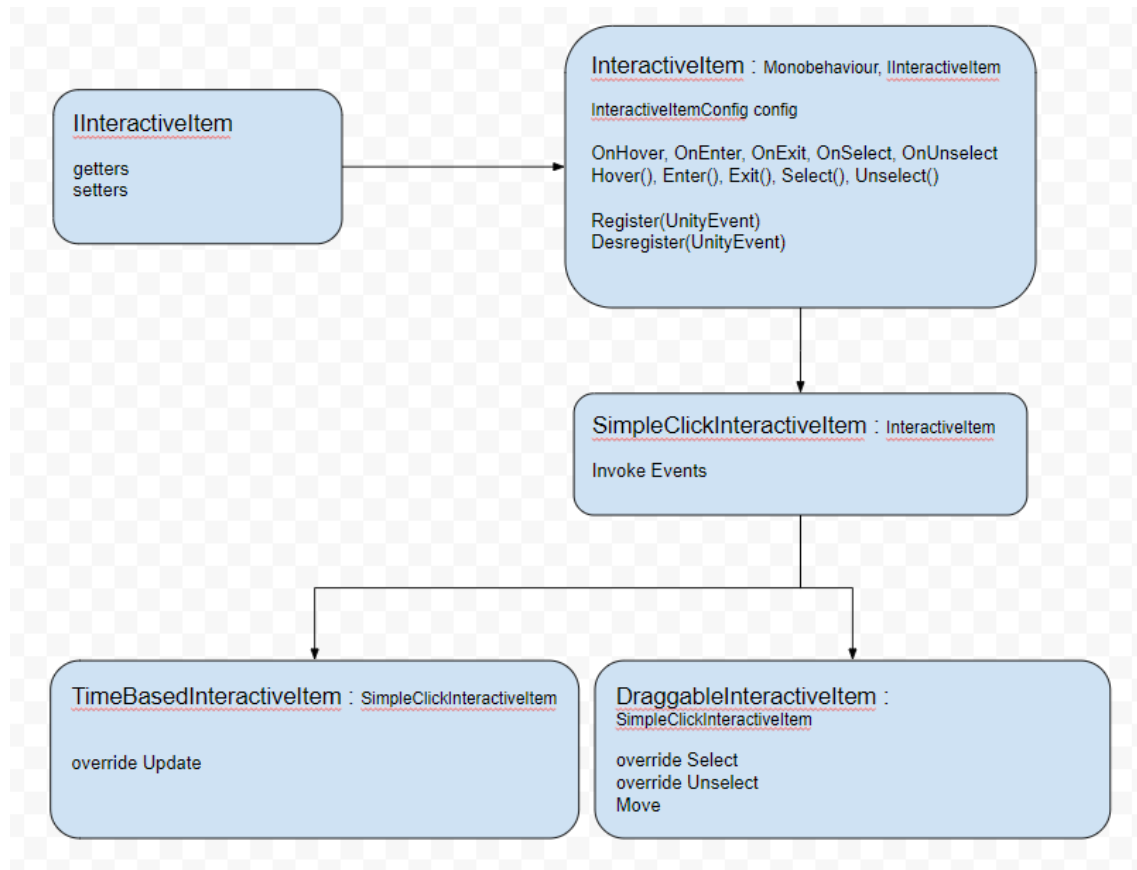 IInteractiveItem
getters
setters
InteractiveItem : Monobehaviour, IInteractiveItem
InteractiveItemConfig config
OnHover, OnEnter, OnExit, OnSelect, OnUnselect
Hover(), Enter(), Exit(), Select(), Unselect()
Register(UnityEvent)
Desregister(UnityEvent)
SimpleClickInteractiveItem : InteractiveItem
Invoke Events
TimeBasedInteractiveItem : SimpleClickInteractiveItem
override Update
DraggableInteractiveItem :
SimpleClickInteractiveItem
override Select
override Unselect
Move